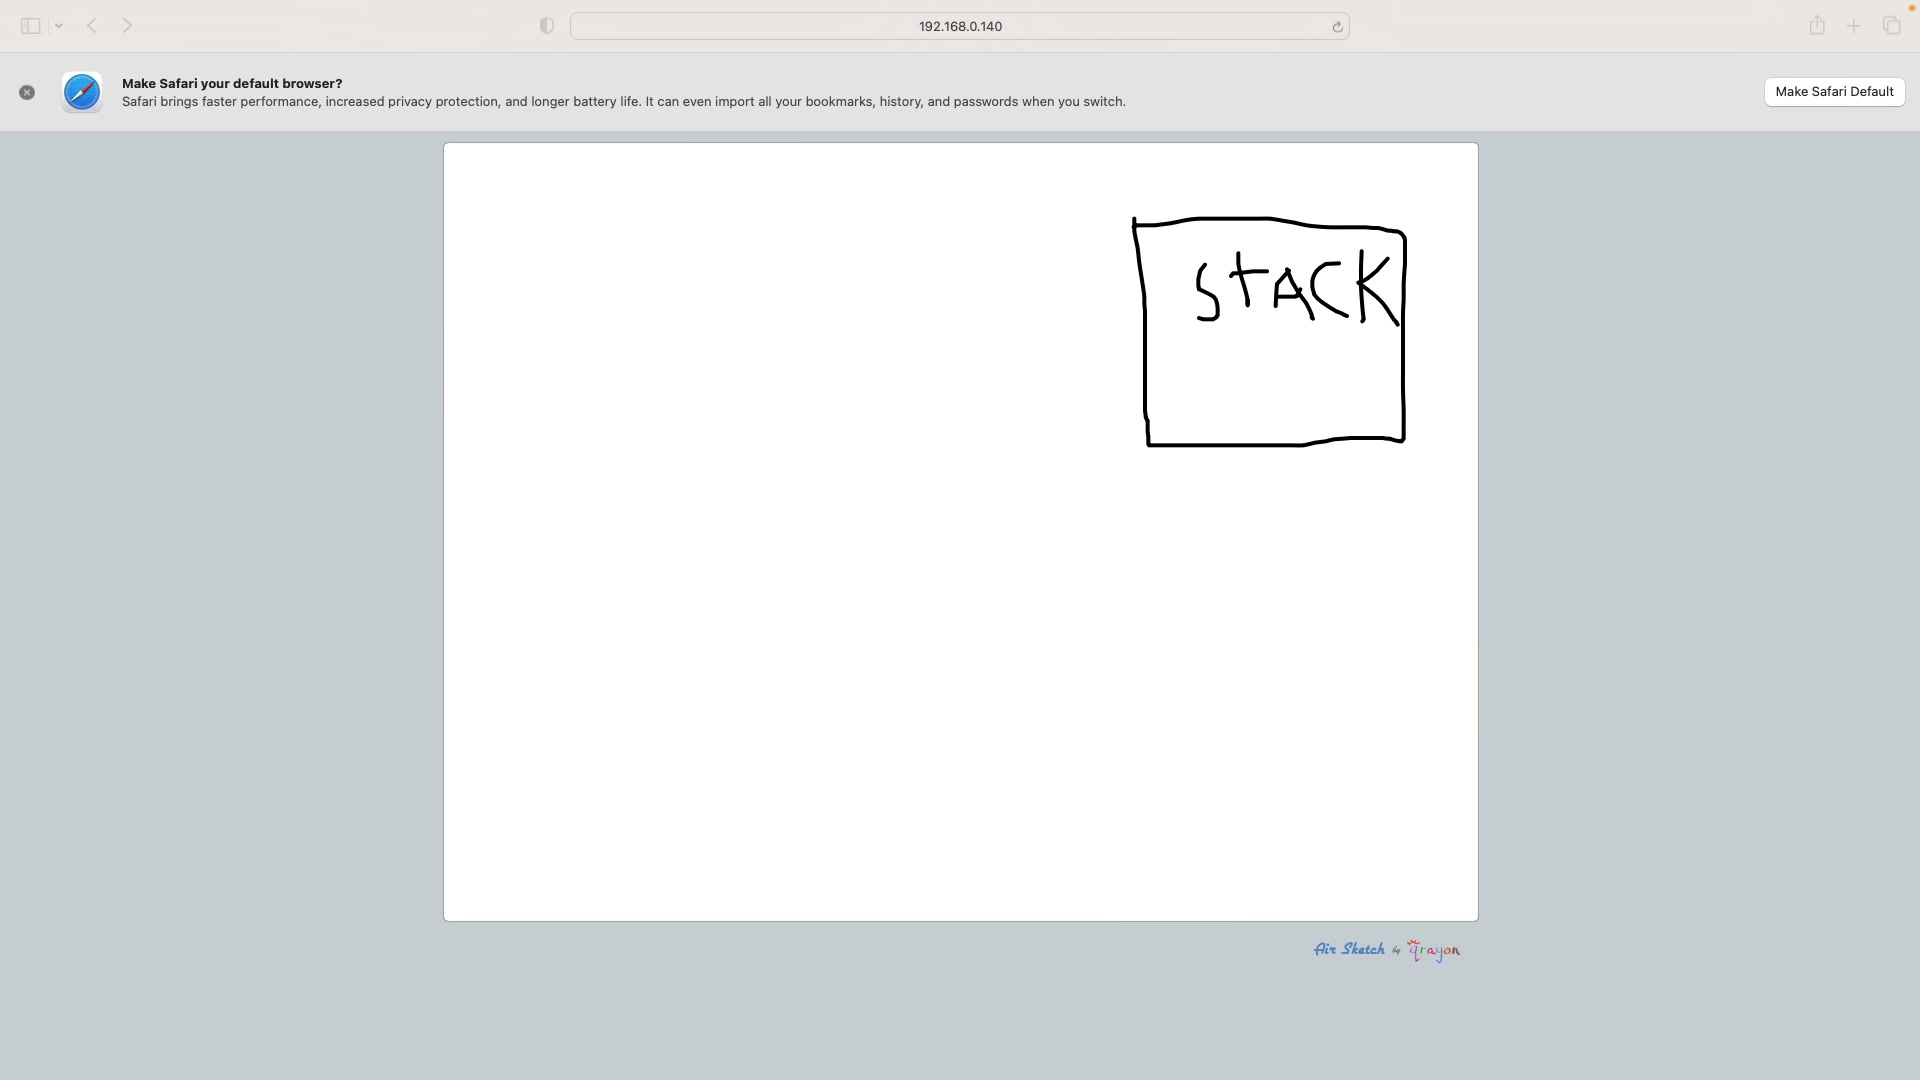 192.168.0.140
Make Safari your default browser?
Safari brings faster performance, increased privacy protection, and longer battery life. It can even import all your bookmarks, history, and passwords when you switch.
Make Safari Default
STACK
Air Sketch by qrayon